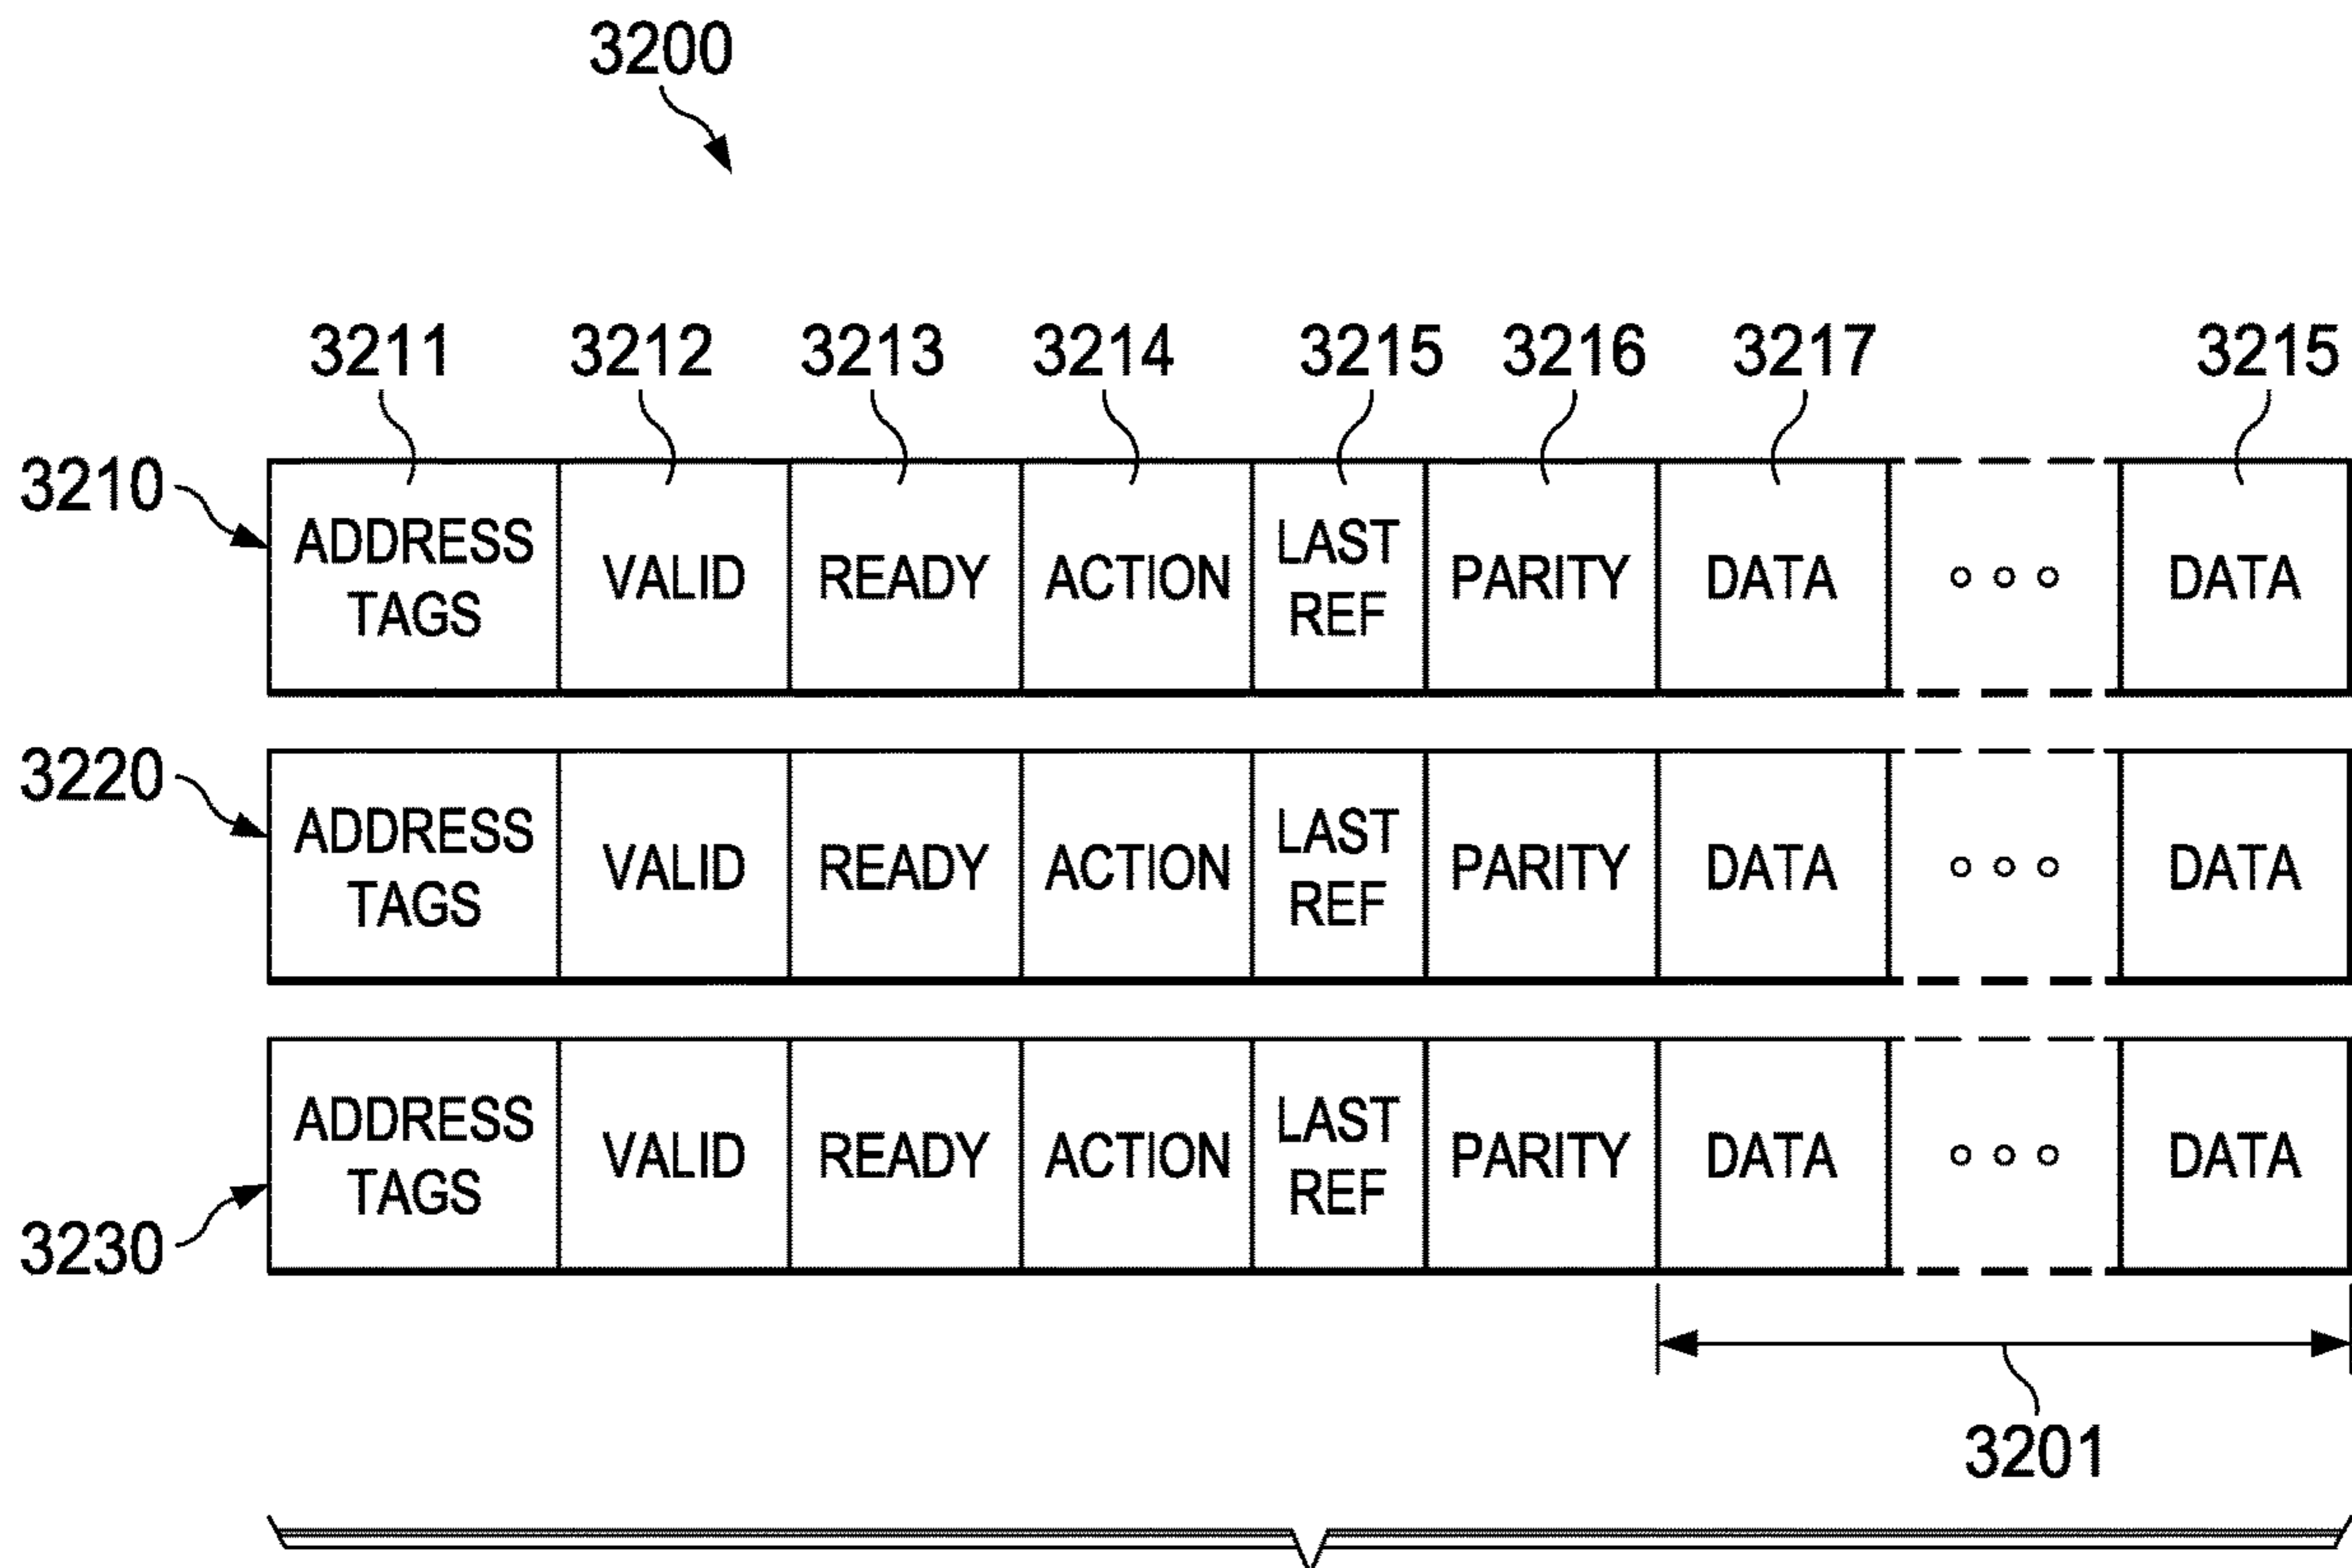 3200
3211 3212 3213 3214 3215 3216 3217 3215
3210
ADDRESS TAGS VALID READY ACTION LAST REF PARITY DATA DATA
3220
ADDRESS TAGS VALID READY ACTION LAST REF PARITY DATA DATA
3230
ADDRESS TAGS VALID READY ACTION LAST REF PARITY DATA DATA
3201